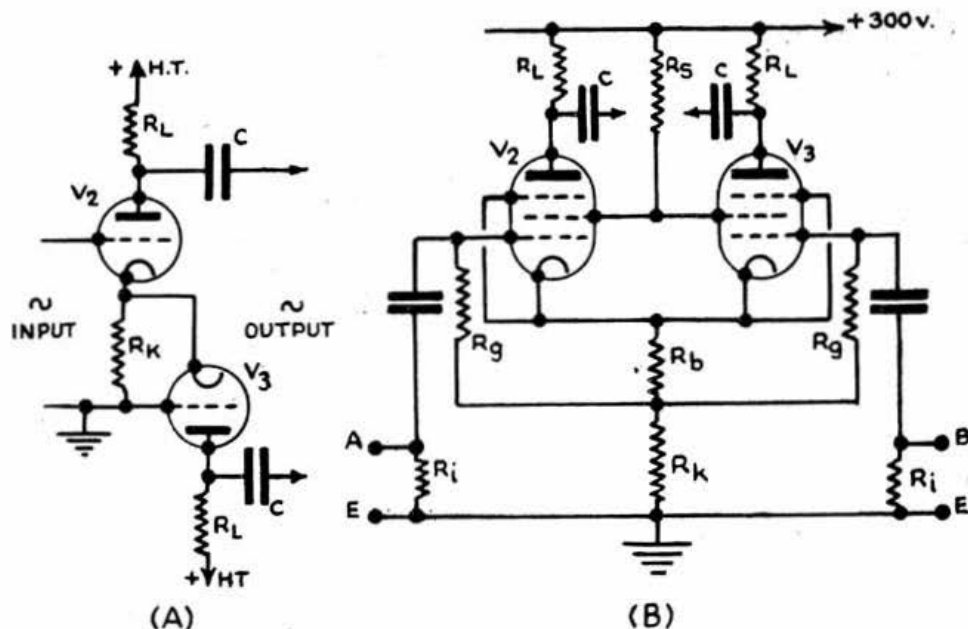 + H.T.
RL
C
V2
~
INPUT
~
OUTPUT
RK
V3
C
RL
+ HT
(A)
+300v.
RL
RS
C
RL
C
V2
V3
Rg
Rb
Rg
A
B
Ri
Rk
Ri
E
E
(B)